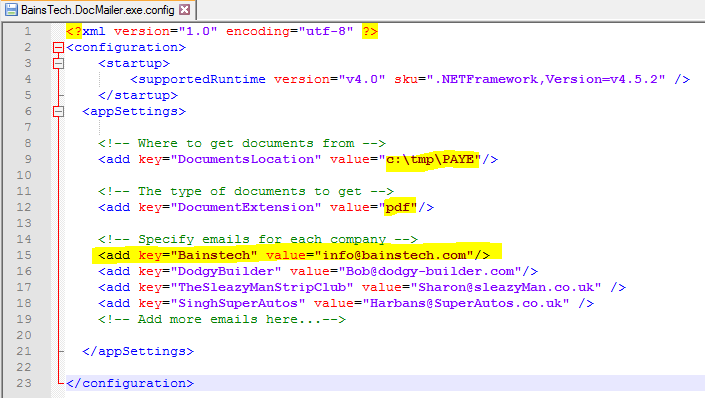 BainsTech.DocMailer.exe.config
1 <?xml version="1.0" encoding="utf-8" ?>
2 <configuration>
3 <startup>
4 <supportedRuntime version="v4.0" sku=".NETFramework,Version=v4.5.2" />
5 </startup>
6 <appSettings>
7
8 <!-- Where to get documents from -->
9 <add key="DocumentsLocation" value="c:\tmp\PAYE"/>
10
11 <!-- The type of documents to get -->
12 <add key="DocumentExtension" value="pdf"/>
13
14 <!-- Specify emails for each company -->
15 <add key="Bainstech" value="info@bainstech.com"/>
16 <add key="DodgyBuilder" value="Bob@dodgy-builder.com"/>
17 <add key="TheSleazyManStripClub" value="Sharon@sleazyMan.co.uk" />
18 <add key="SinghSuperAutos" value="Harbans@SuperAutos.co.uk" />
19 <!-- Add more emails here...-->
20
21 </appSettings>
22
23 </configuration>